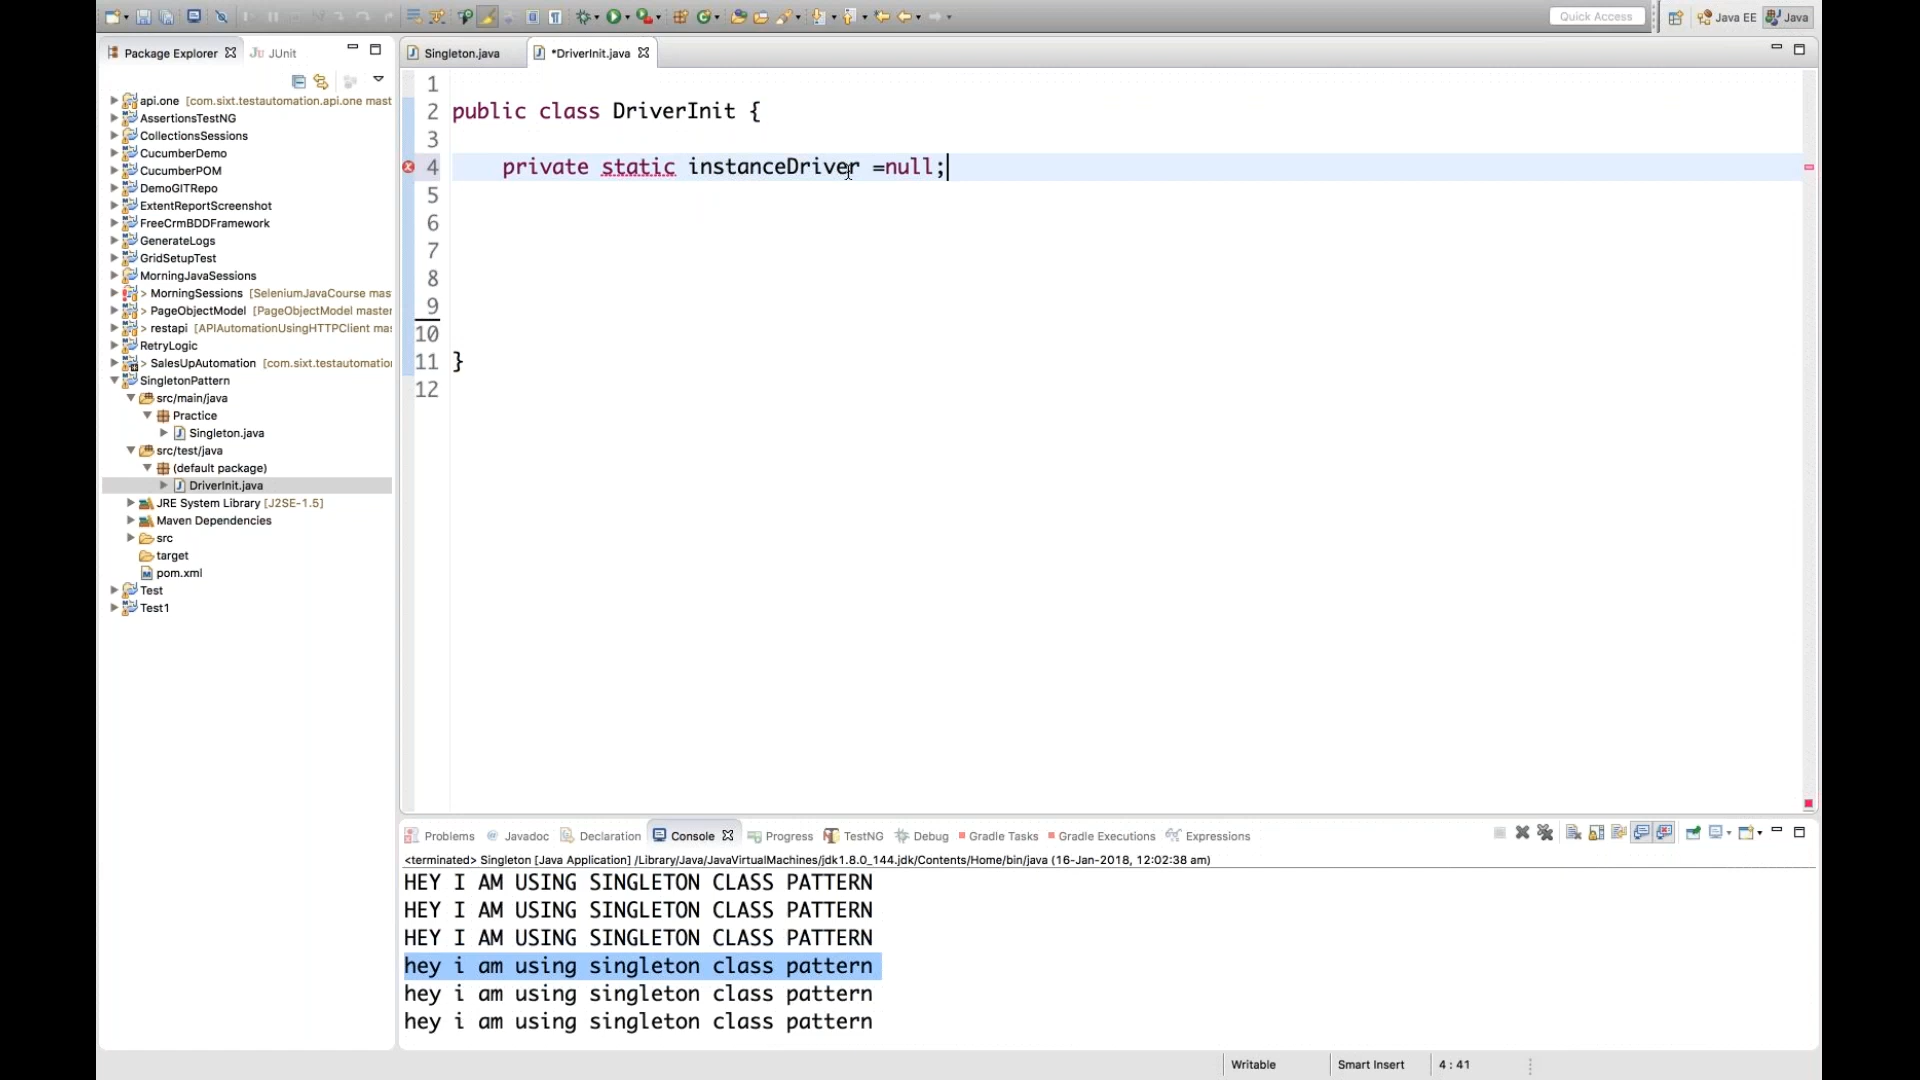 Quick Access
Java EE
Java
Package Explorer
JUnit
Singleton.java
*DriverInit.java
api.one [com.sixt.testautomation.api.one mast
AssertionsTestNG
CollectionsSessions
CucumberDemo
CucumberPOM
DemoGITRepo
ExtentReportScreenshot
FreeCrmBDDFramework
GenerateLogs
GridSetupTest
MorningJavaSessions
> MorningSessions [SeleniumJavaCourse mas
> PageObjectModel [PageObjectModel master
> restapi [APIAutomationUsingHTTPClient mas
RetryLogic
> SalesUpAutomation [com.sixt.testautomatio
SingletonPattern
src/main/java
Practice
Singleton.java
src/test/java
(default package)
DriverInit.java
JRE System Library [J2SE-1.5]
Maven Dependencies
src
target
pom.xml
Test
Test1
1
2 public class DriverInit {
3
4 private static instanceDriver =null;
5
6
7
8
9
10
11 }
12
Problems
Javadoc
Declaration
Console
Progress
TestNG
Debug
Gradle Tasks
Gradle Executions
Expressions
<terminated> Singleton [Java Application] /Library/Java/JavaVirtualMachines/jdk1.8.0_144.jdk/Contents/Home/bin/java (16-Jan-2018, 12:02:38 am)
HEY I AM USING SINGLETON CLASS PATTERN
HEY I AM USING SINGLETON CLASS PATTERN
HEY I AM USING SINGLETON CLASS PATTERN
hey i am using singleton class pattern
hey i am using singleton class pattern
hey i am using singleton class pattern
Writable
Smart Insert
4 : 41